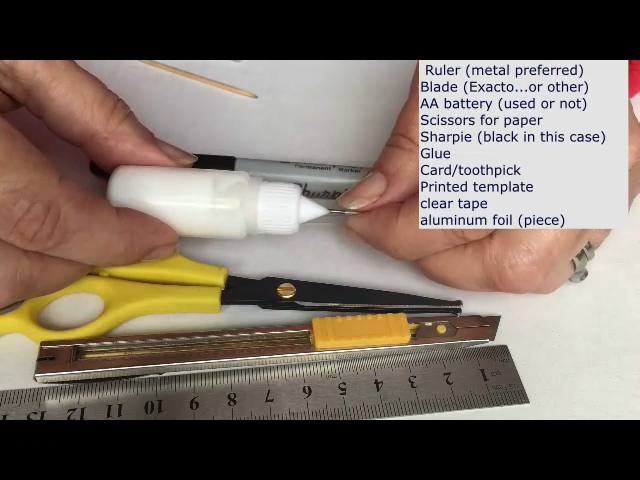 Ruler (metal preferred)
Blade (Exacto...or other)
AA battery (used or not)
Scissors for paper
Sharpie (black in this case)
Glue
Card/toothpick
Printed template
clear tape
aluminum foil (piece)
Permanent Marker
Sharpie
13 12 11 10 9 8 7 6 5 4 3 2 1